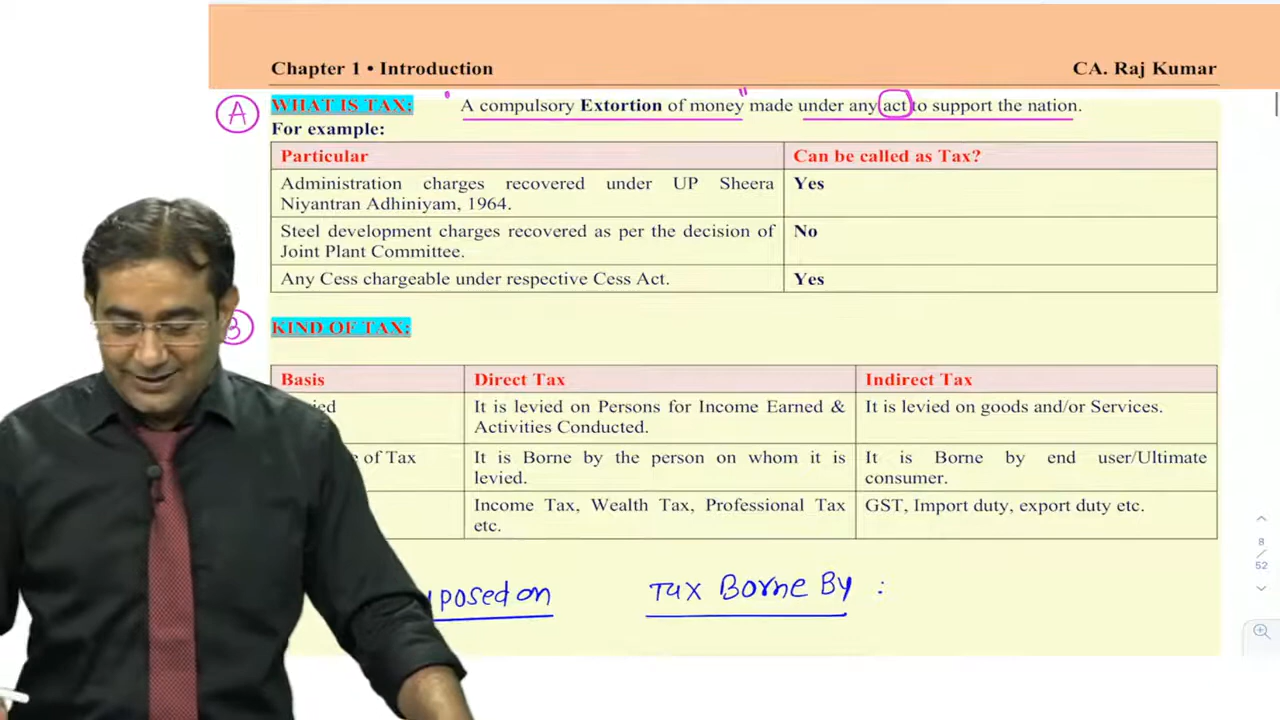 Chapter 1 • Introduction
CA. Raj Kumar
A
WHAT IS TAX: "A compulsory Extortion of money" made under any act to support the nation.
For example:
Particular
Can be called as Tax?
Administration charges recovered under UP Sheera
Niyantran Adhiniyam, 1964.
Yes
Steel development charges recovered as per the decision of
Joint Plant Committee.
No
Any Cess chargeable under respective Cess Act.
Yes
B
KIND OF TAX:
Basis
Direct Tax
Indirect Tax
It is levied on Persons for Income Earned &
Activities Conducted.
It is levied on goods and/or Services.
of Tax
It is Borne by the person on whom it is
levied.
It is Borne by end user/Ultimate
consumer.
Income Tax, Wealth Tax, Professional Tax
etc.
GST, Import duty, export duty etc.
posed on
Tax Borne By :
8
/
52